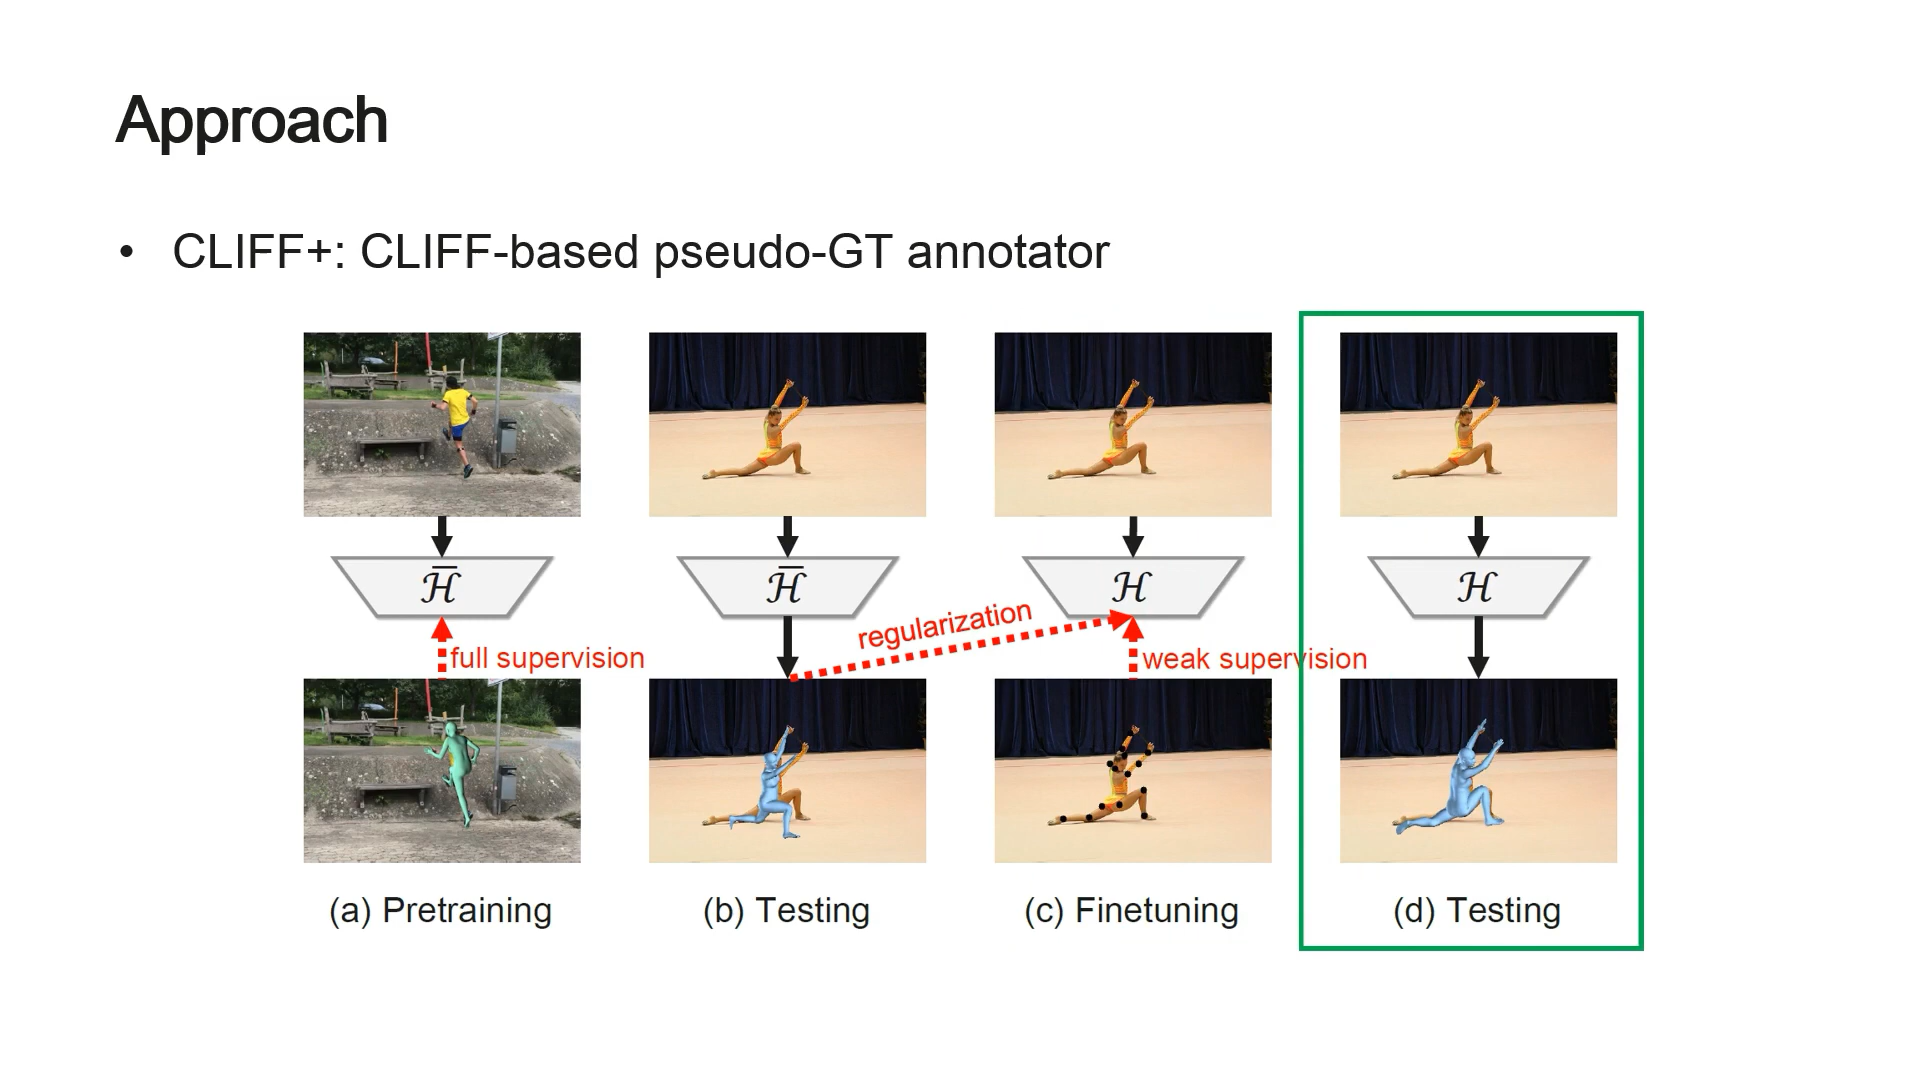 Approach
• CLIFF+: CLIFF-based pseudo-GT annotator
ℋ̅ ℋ̅ ℋ ℋ
regularization
full supervision
weak supervision
(a) Pretraining
(b) Testing
(c) Finetuning
(d) Testing